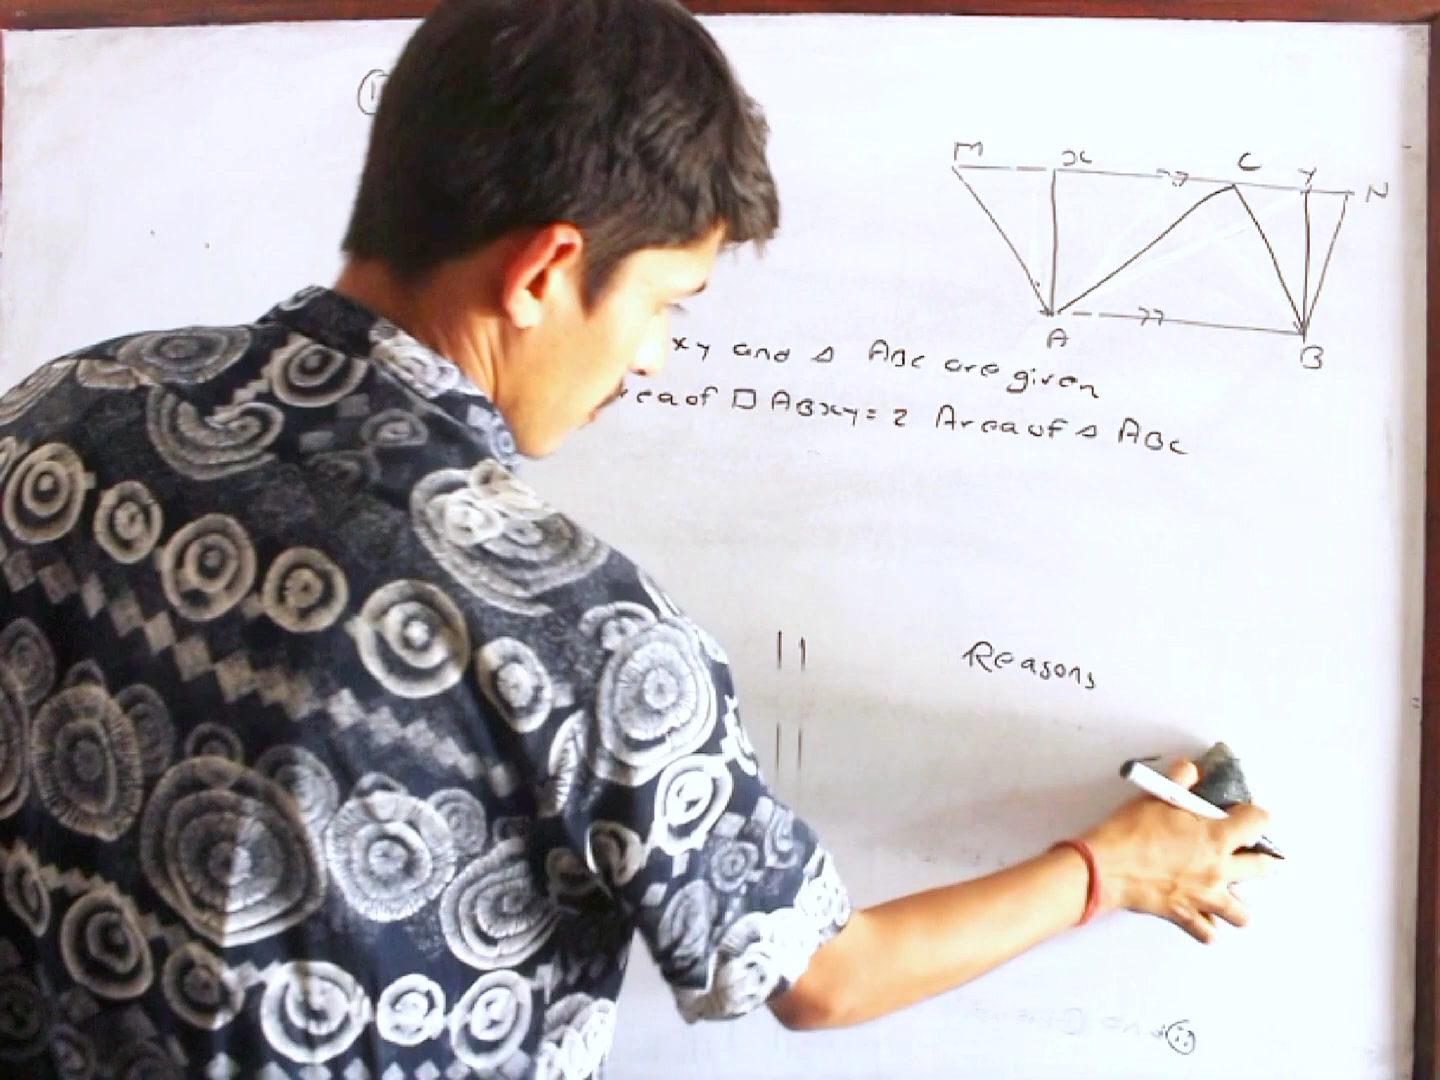 M x C Y N
A B
xy and △ ABC are given
rea of □ ABxy = 2 Area of △ ABC
Reasons